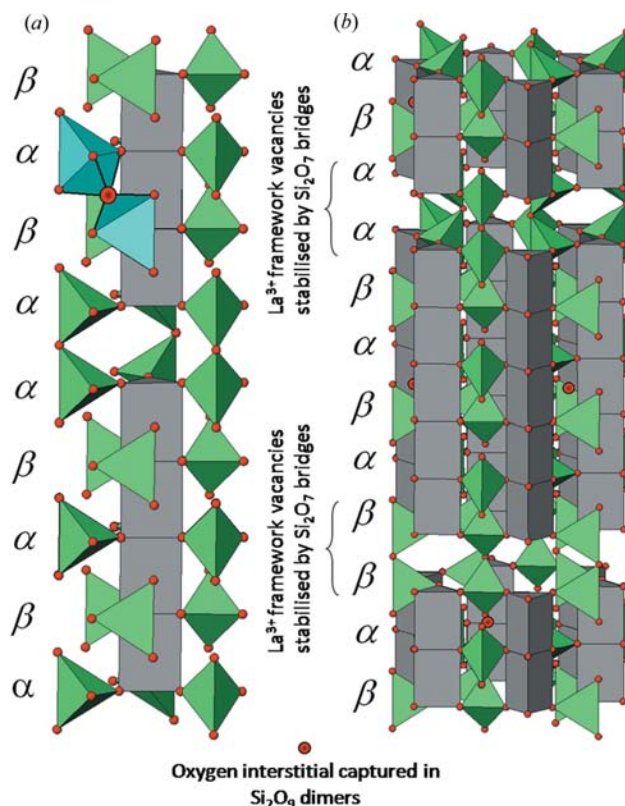 (a)
β
α
β
α
α
β
α
β
α
La³⁺ framework vacancies
stabilised by Si₂O₇ bridges
La³⁺ framework vacancies
stabilised by Si₂O₇ bridges
(b)
α
β
α
α
β
α
β
α
β
β
α
β
Oxygen interstitial captured in
Si₂O₉ dimers